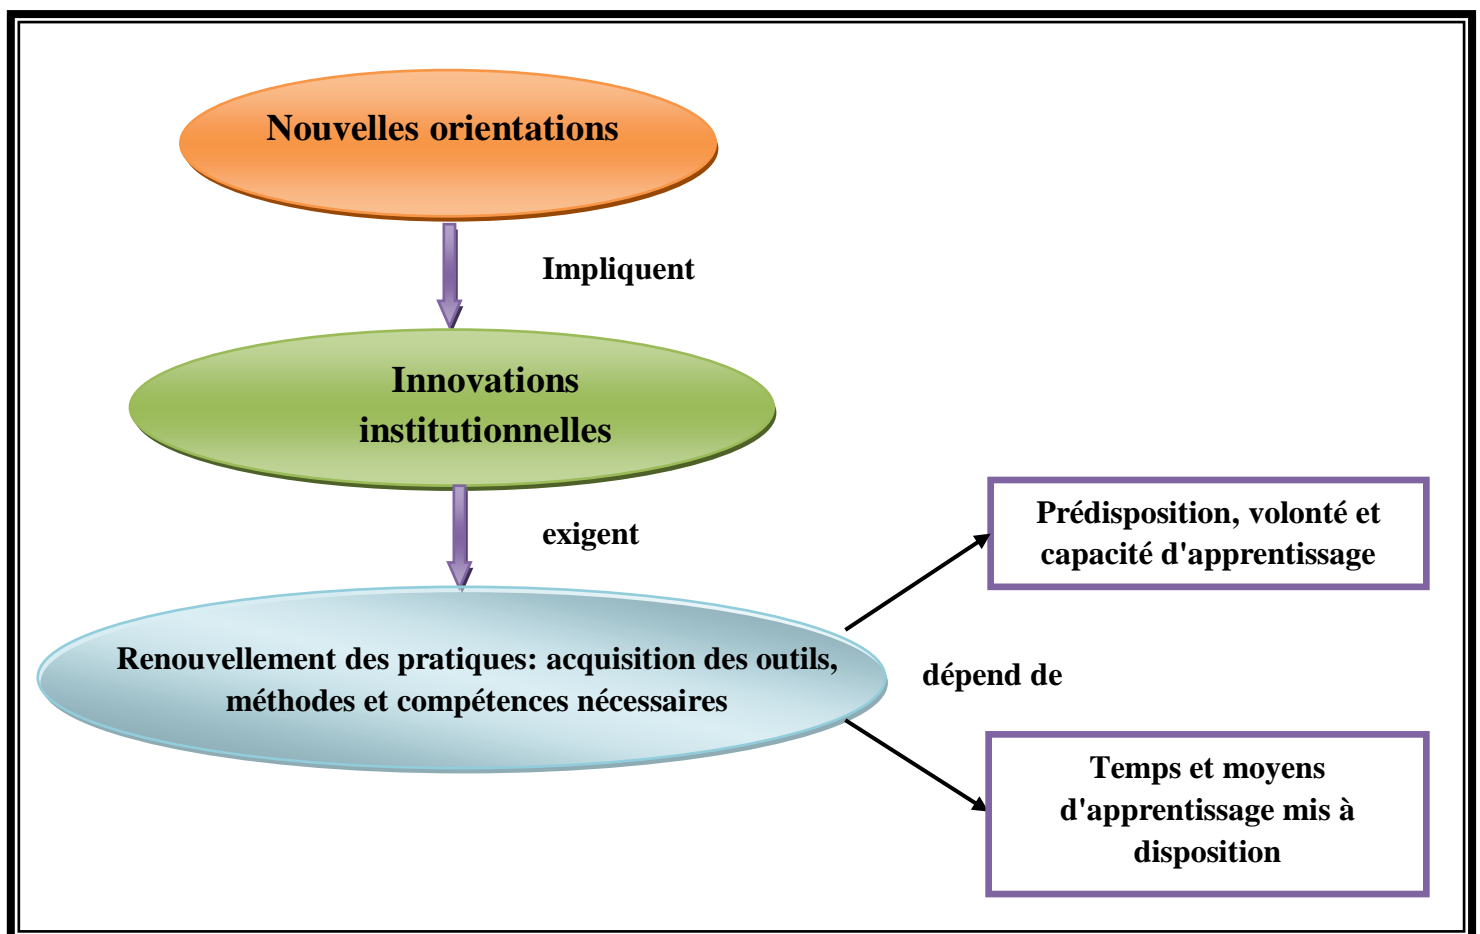 Nouvelles orientations
Impliquent
Innovations
institutionnelles
exigent
Prédisposition, volonté et
capacité d'apprentissage
Renouvellement des pratiques: acquisition des outils,
méthodes et compétences nécessaires
dépend de
Temps et moyens
d'apprentissage mis à
disposition